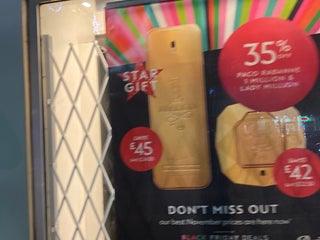 35%
OFF
PACO RABANNE
1 MILLION &
LADY MILLION
STAR
GIFT
£45
£42
DON'T MISS OUT
our best November prices are here now
BLACK FRIDAY DEALS